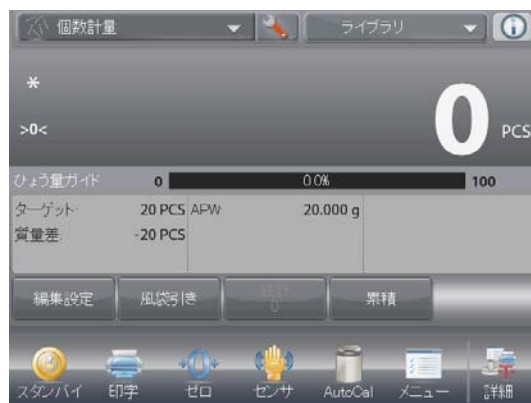 個数計量
ライブラリ
*
>0<
0 PCS
ひょう量ガイド 0 0.0% 100
ターゲット: 20 PCS APW: 20.000 g
質量差: -20 PCS
編集設定 風袋引き 累積
スタンバイ 印字 ゼロ センサ AutoCal メニュー 詳細